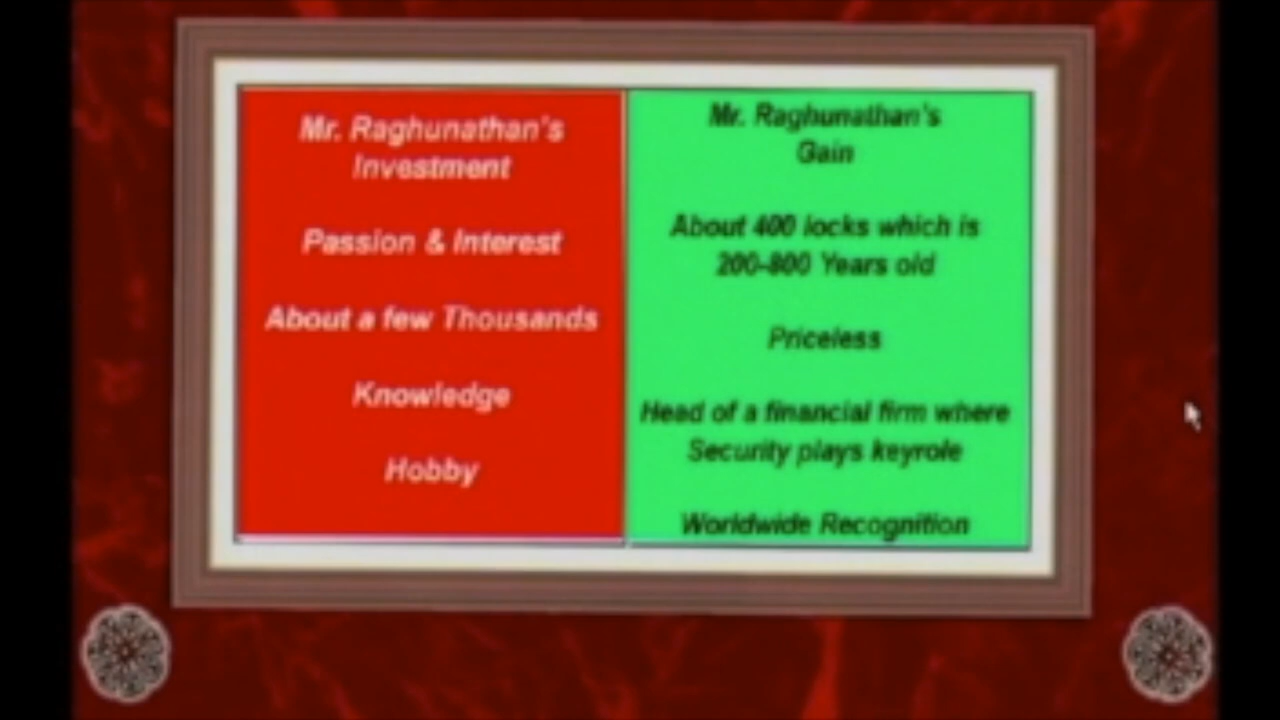 Mr. Raghunathan's
Investment
Passion & Interest
About a few Thousands
Knowledge
Hobby
Mr. Raghunathan's
Gain
About 400 locks which is
200-800 Years old
Priceless
Head of a financial firm where
Security plays keyrole
Worldwide Recognition